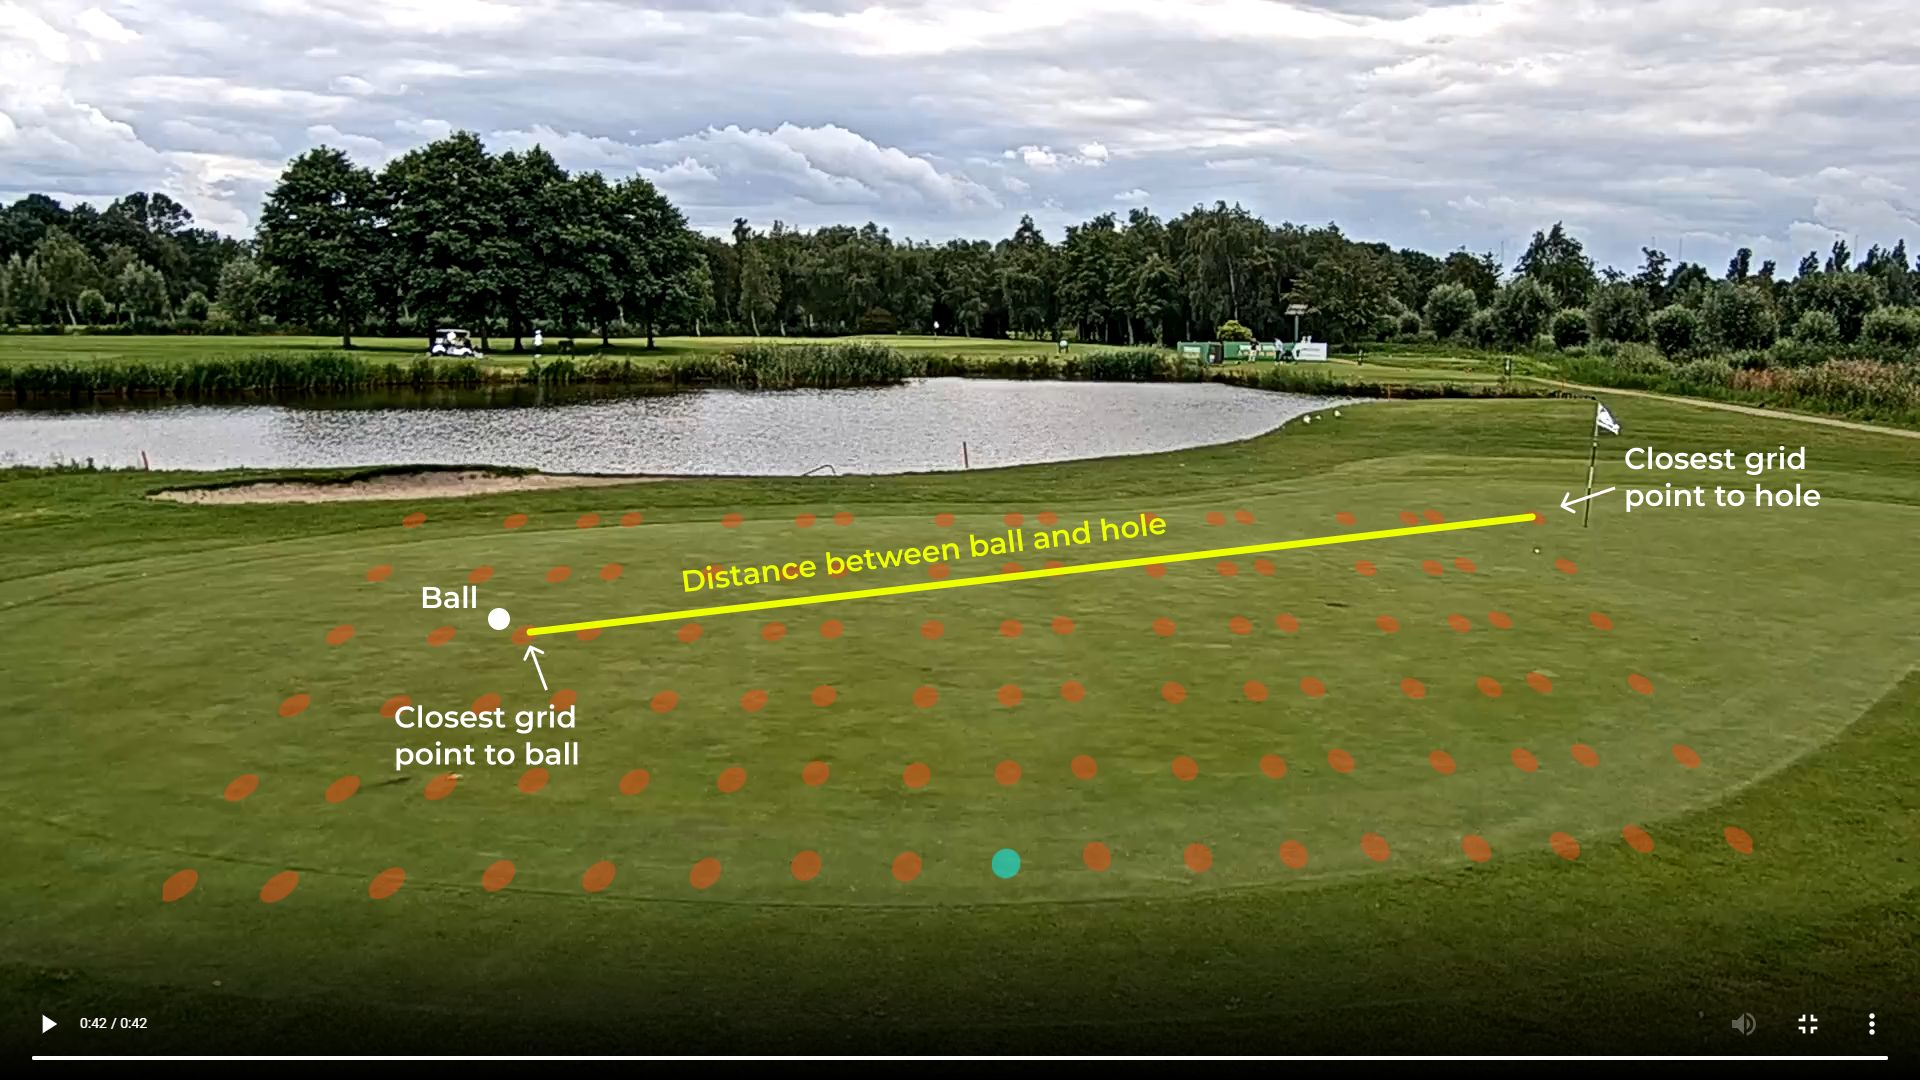 Closest grid
point to hole
Distance between ball and hole
Ball
Closest grid
point to ball
0:42 / 0:42